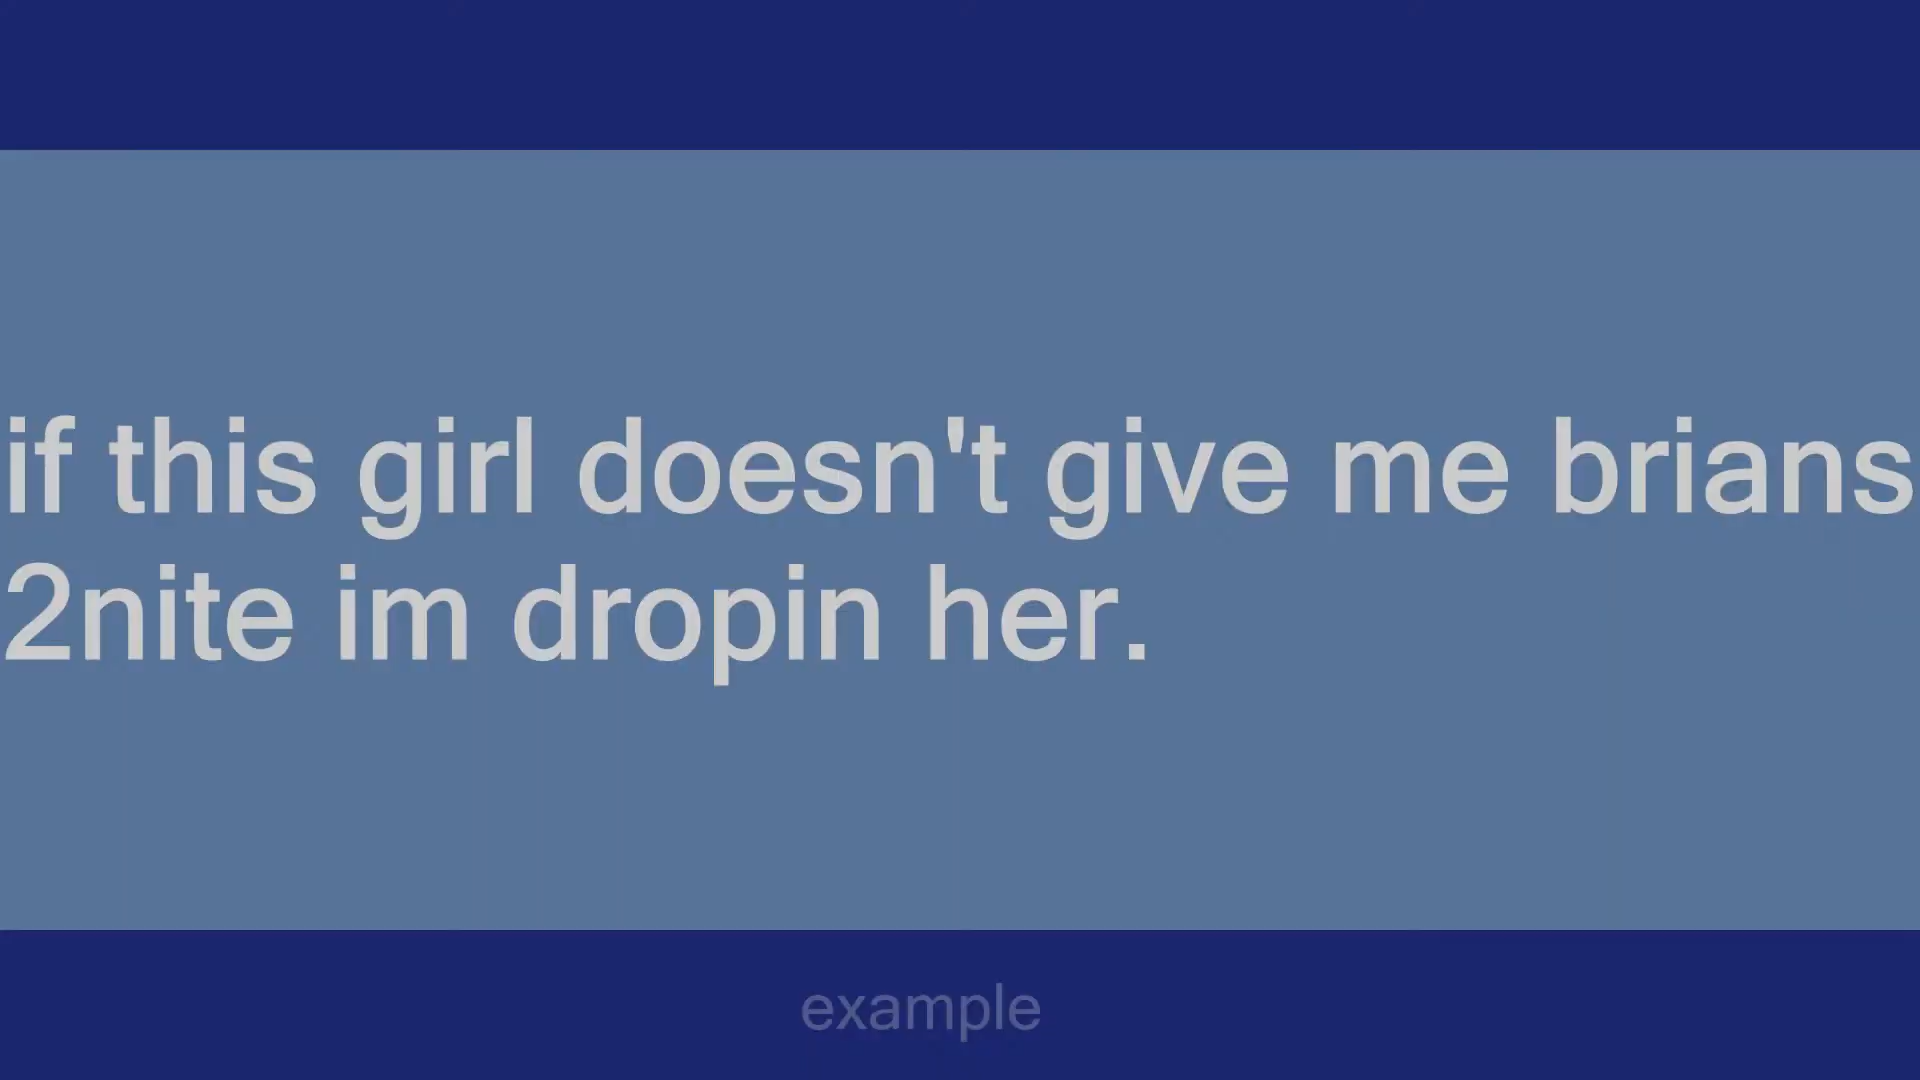 if this girl doesn't give me brians
2nite im dropin her.
example